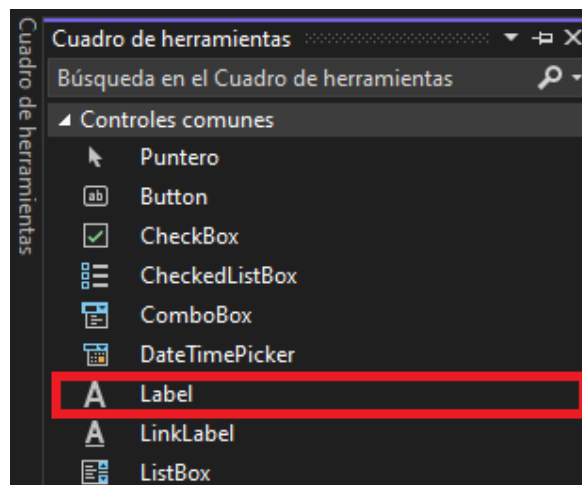 Cuadro de herramientas
Cuadro de herramientas
Búsqueda en el Cuadro de herramientas
Controles comunes
Puntero
ab Button
CheckBox
CheckedListBox
ComboBox
DateTimePicker
A Label
A LinkLabel
ListBox